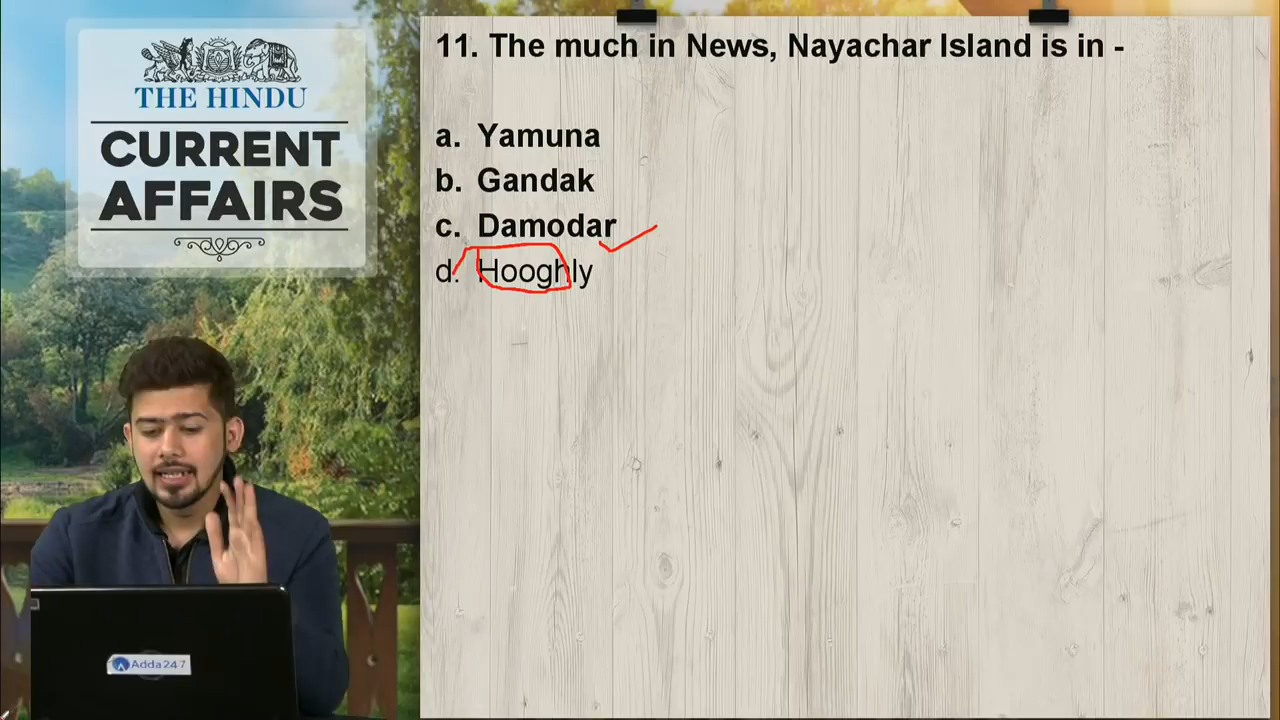 THE HINDU
CURRENT
AFFAIRS
11. The much in News, Nayachar Island is in -
a. Yamuna
b. Gandak
c. Damodar
d. Hooghly
Adda247